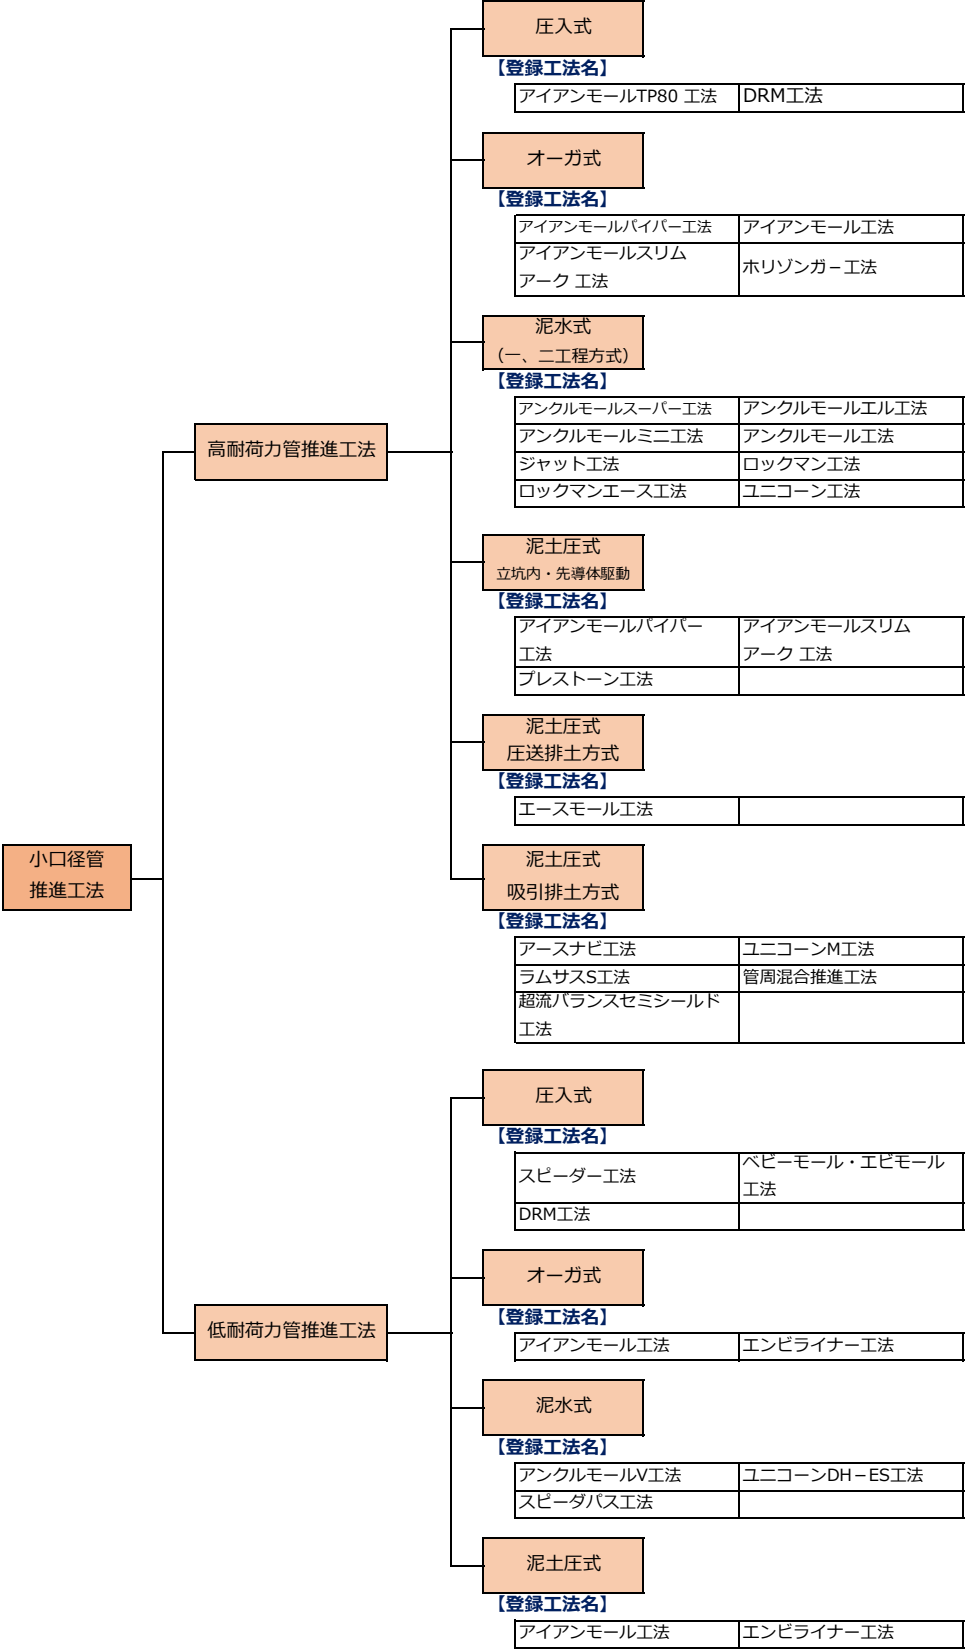 圧入式
【登録工法名】
アイアンモールTP80 工法 DRM工法
オーガ式
【登録工法名】
アイアンモールパイパー工法 アイアンモール工法
アイアンモールスリム
アーク 工法
ホリゾンガ－工法
泥水式
（一、二工程方式）
【登録工法名】
アンクルモールスーパー工法 アンクルモールエル工法
アンクルモールミニ工法 アンクルモール工法
ジャット工法 ロックマン工法
ロックマンエース工法 ユニコーン工法
高耐荷力管推進工法
泥土圧式
立坑内・先導体駆動
【登録工法名】
アイアンモールパイパー
工法
アイアンモールスリム
アーク 工法
プレストーン工法
泥土圧式
圧送排土方式
【登録工法名】
エースモール工法
小口径管
推進工法
泥土圧式
吸引排土方式
【登録工法名】
アースナビ工法 ユニコーンM工法
ラムサスS工法 管周混合推進工法
超流バランスセミシールド
工法
圧入式
【登録工法名】
スピーダー工法
ベビーモール・エビモール
工法
DRM工法
オーガ式
【登録工法名】
低耐荷力管推進工法
アイアンモール工法 エンビライナー工法
泥水式
【登録工法名】
アンクルモールV工法 ユニコーンDH－ES工法
スピーダパス工法
泥土圧式
【登録工法名】
アイアンモール工法 エンビライナー工法